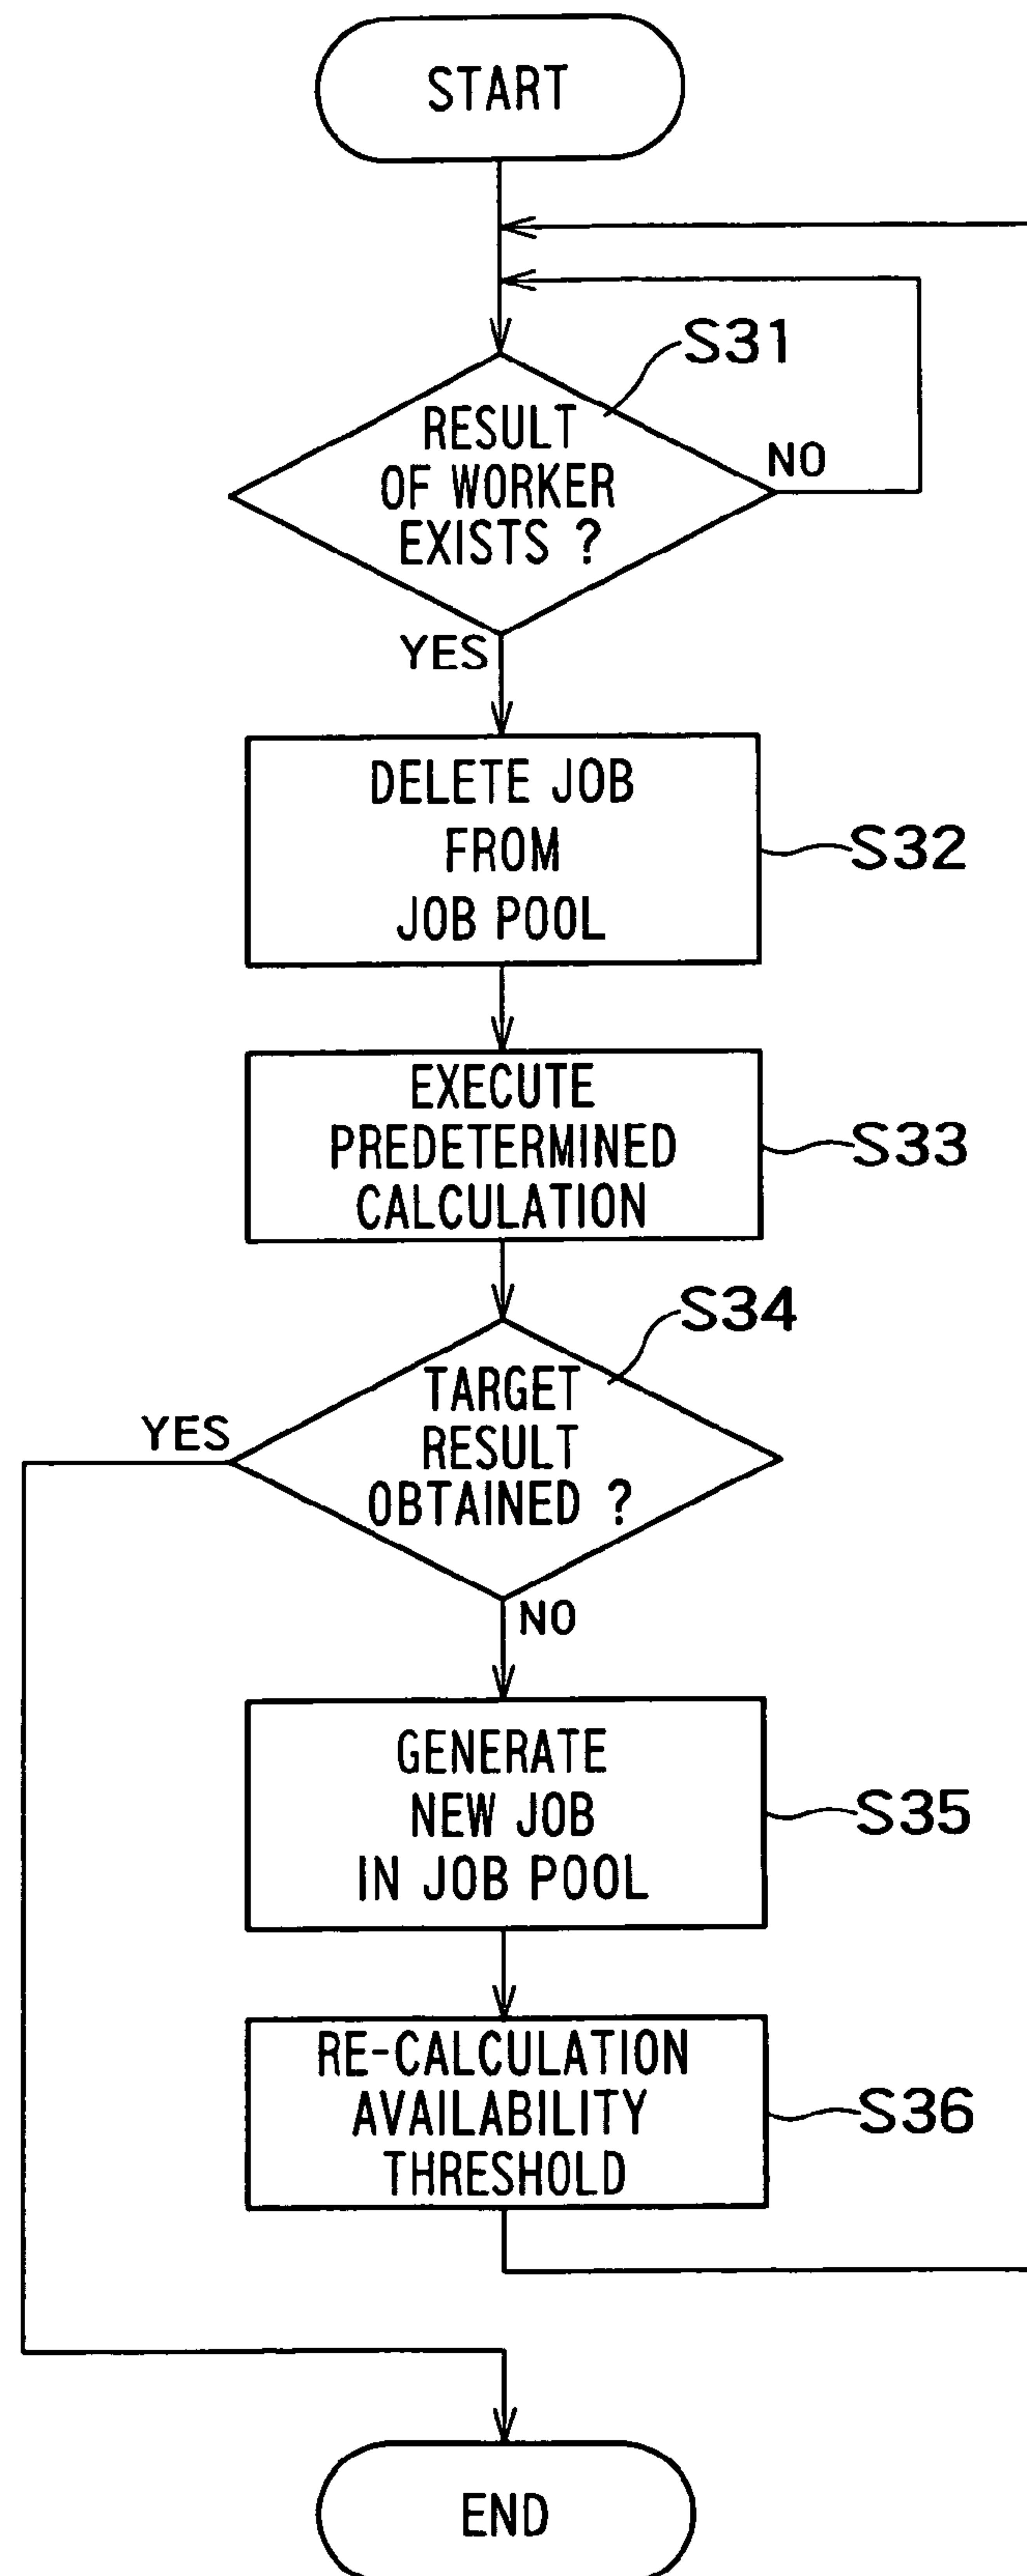 START
S31
RESULT
OF WORKER
EXISTS ?
NO
YES
DELETE JOB
FROM
JOB POOL
S32
EXECUTE
PREDETERMINED
CALCULATION
S33
S34
TARGET
RESULT
OBTAINED ?
YES
NO
GENERATE
NEW JOB
IN JOB POOL
S35
RE-CALCULATION
AVAILABILITY
THRESHOLD
S36
END